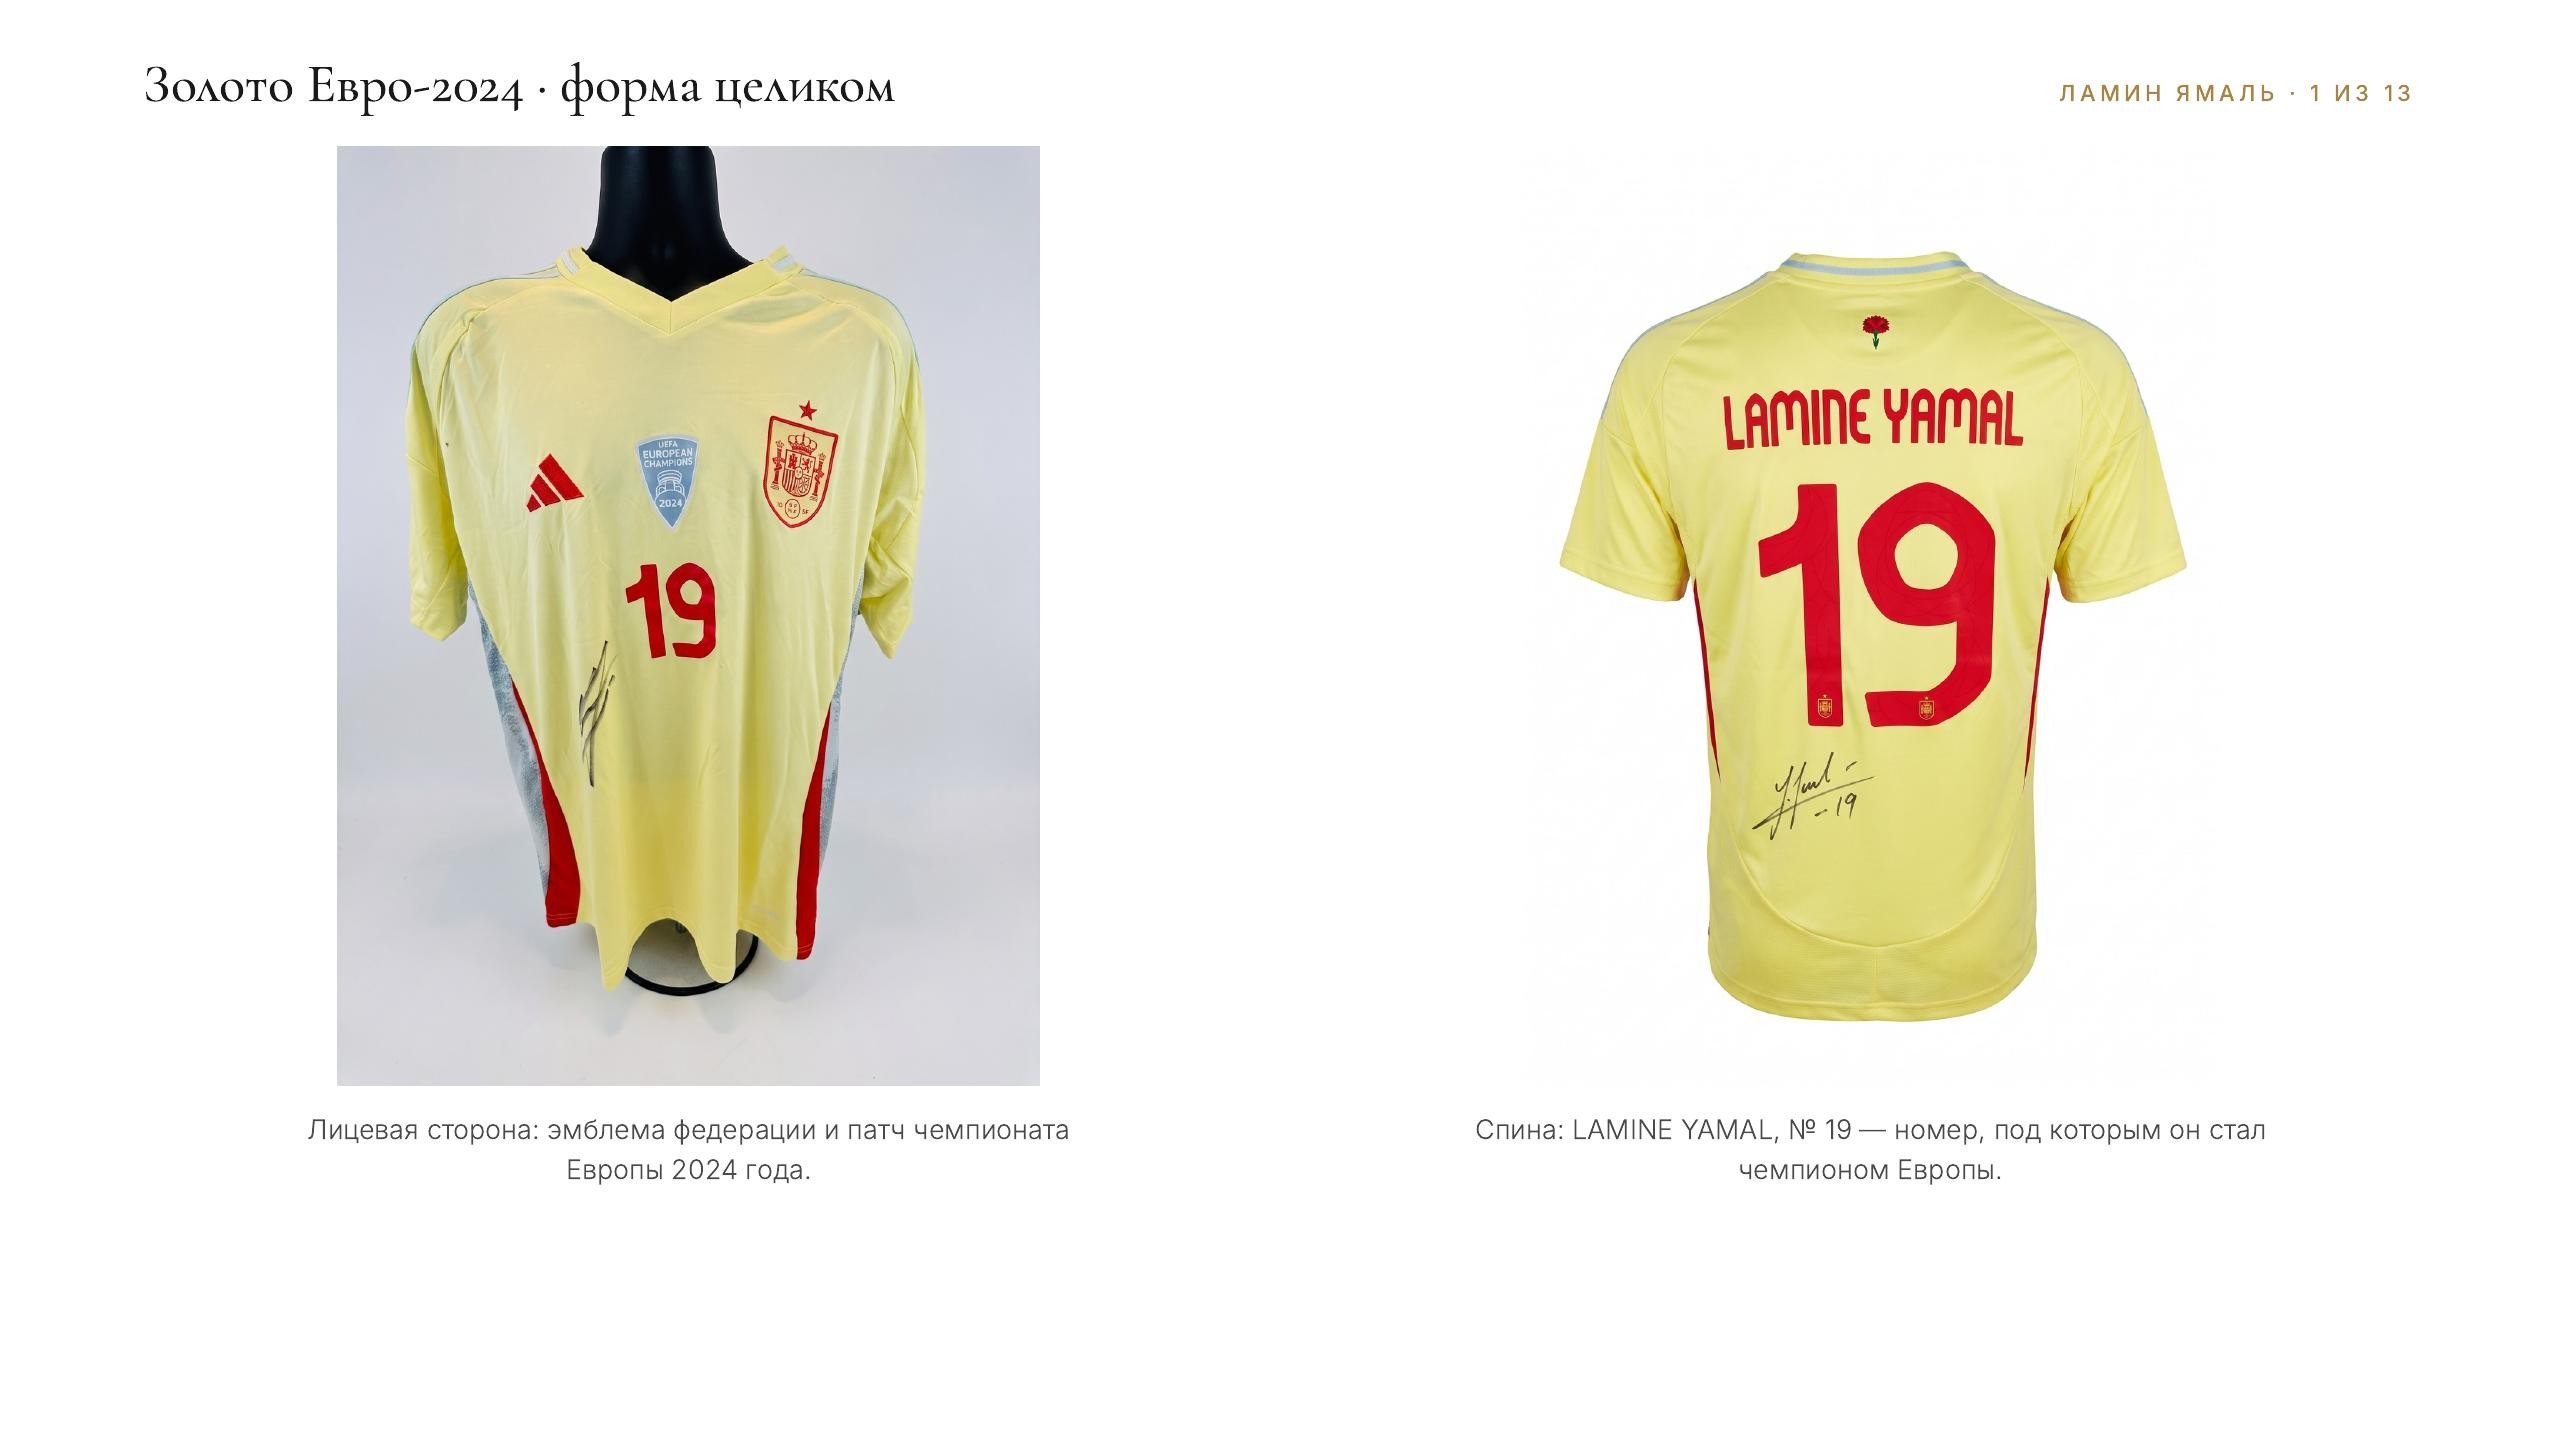 Золото Евро-2024 · форма целиком
ЛАМИН ЯМАЛЬ · 1 ИЗ 13
UEFA
EUROPEAN
CHAMPIONS
2024
19
LAMINE YAMAL
19
-19
Лицевая сторона: эмблема федерации и патч чемпионата
Европы 2024 года.
Спина: LAMINE YAMAL, № 19 — номер, под которым он стал
чемпионом Европы.